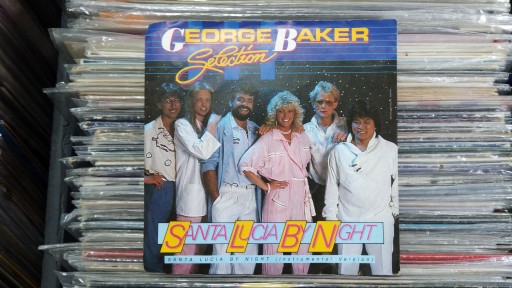 GEORGE BAKER
Selection
SANTA LUCIA BY NIGHT
SANTA LUCIA BY NIGHT (Instrumental Version)